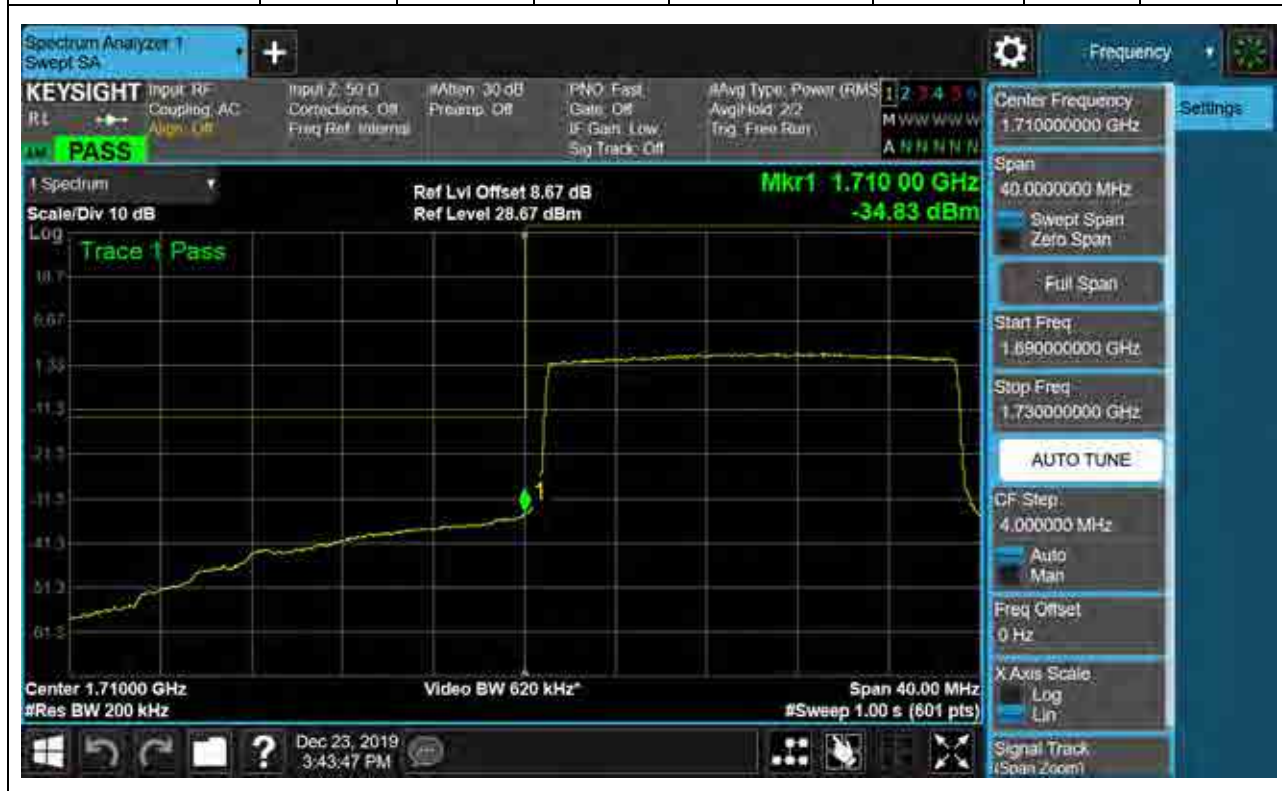 Spectrum Analyzer 1
Swept SA
+
Frequency
KEYSIGHT
RL
Input: RF
Coupling: AC
Align: Off
Input Z: 50 Ω
Corrections: Off
Freq Ref: Internal
#Atten: 30 dB
Preamp: Off
PNO: Fast
Gate: Off
IF Gain: Low
Sig Track: Off
#Avg Type: Power (RMS
Avg|Hold: 2/2
Trig: Free Run
1 2 3 4 5 6
M W W W W W
A N N N N N
PASS
1 Spectrum
Scale/Div 10 dB
Ref Lvl Offset 8.67 dB
Ref Level 28.67 dBm
Mkr1 1.710 00 GHz
-34.83 dBm
Log
Trace 1 Pass
18.7
8.67
-1.33
-11.3
-21.3
-31.3
-41.3
-51.3
-61.3
1
Center 1.71000 GHz
#Res BW 200 kHz
Video BW 620 kHz*
Span 40.00 MHz
#Sweep 1.00 s (601 pts)
Center Frequency
1.710000000 GHz
Settings
Span
40.0000000 MHz
Swept Span
Zero Span
Full Span
Start Freq
1.690000000 GHz
Stop Freq
1.730000000 GHz
AUTO TUNE
CF Step
4.000000 MHz
Auto
Man
Freq Offset
0 Hz
X Axis Scale
Log
Lin
Signal Track
(Span Zoom)
?
Dec 23, 2019
3:43:47 PM